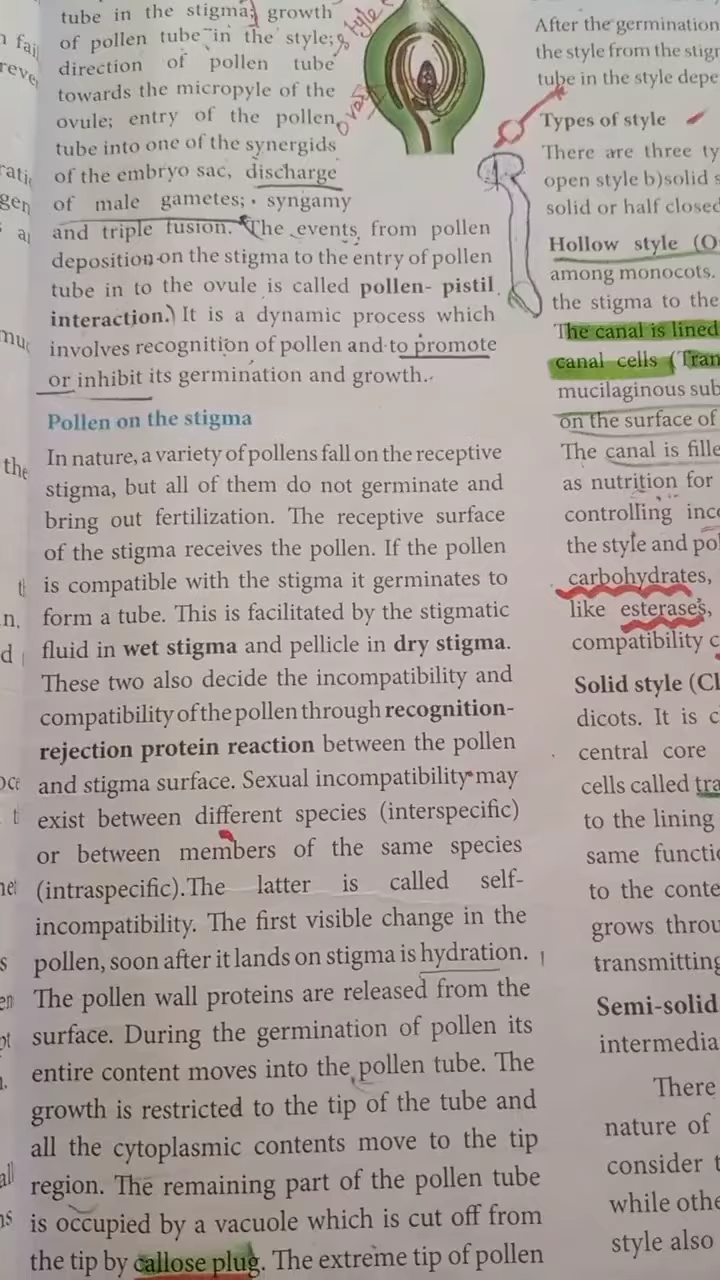 tube in the stigma; growth
of pollen tube in the style;
direction of pollen tube
towards the micropyle of the
ovule; entry of the pollen
tube into one of the synergids
of the embryo sac, discharge
of male gametes; syngamy
and triple fusion. The events from pollen
deposition on the stigma to the entry of pollen
tube in to the ovule is called pollen- pistil
interaction. It is a dynamic process which
involves recognition of pollen and to promote
or inhibit its germination and growth.
style
Pollen on the stigma
In nature, a variety of pollens fall on the receptive
stigma, but all of them do not germinate and
bring out fertilization. The receptive surface
of the stigma receives the pollen. If the pollen
is compatible with the stigma it germinates to
form a tube. This is facilitated by the stigmatic
fluid in wet stigma and pellicle in dry stigma.
These two also decide the incompatibility and
compatibility of the pollen through recognition-
rejection protein reaction between the pollen
and stigma surface. Sexual incompatibility may
exist between different species (interspecific)
or between members of the same species
(intraspecific).The latter is called self-
incompatibility. The first visible change in the
pollen, soon after it lands on stigma is hydration.
The pollen wall proteins are released from the
surface. During the germination of pollen its
entire content moves into the pollen tube. The
growth is restricted to the tip of the tube and
all the cytoplasmic contents move to the tip
region. The remaining part of the pollen tube
is occupied by a vacuole which is cut off from
the tip by callose plug. The extreme tip of pollen
After the germination
the style from the
tube in the style
Types of style
There are three
open style b)solid
solid or half closed
Hollow style
among monocots.
the stigma to the
The canal is lined
canal cells
mucilaginous
on the surface of
The canal is
as nutrition for
controlling
the style and
carbohydrates,
like esterases,
compatibility
Solid style
dicots. It is
central core
cells called
to the lining
same
to the
grows
transmitting
Semi-solid
There
nature of
consider
while
style also